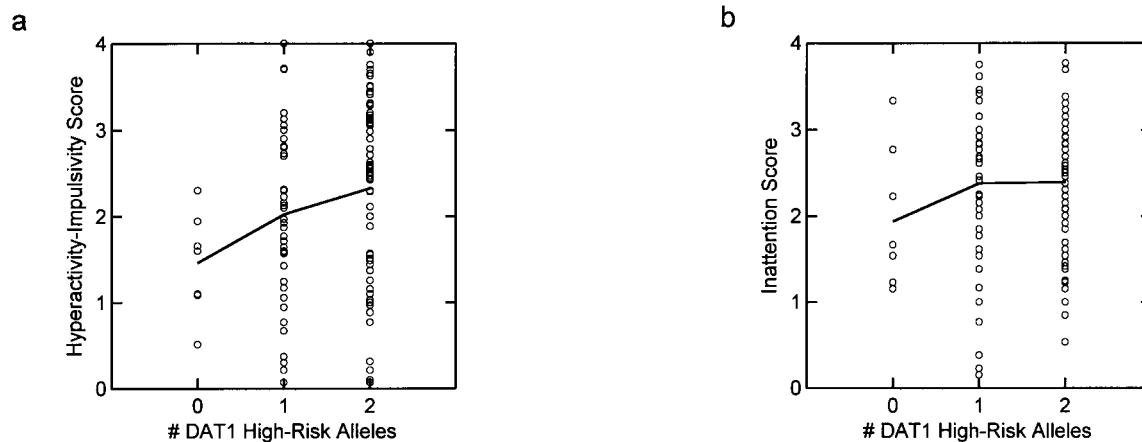 a
Hyperactivity-Impulsivity Score
4
3
2
1
0
0 1 2
# DAT1 High-Risk Alleles
b
Inattention Score
4
3
2
1
0
0 1 2
# DAT1 High-Risk Alleles